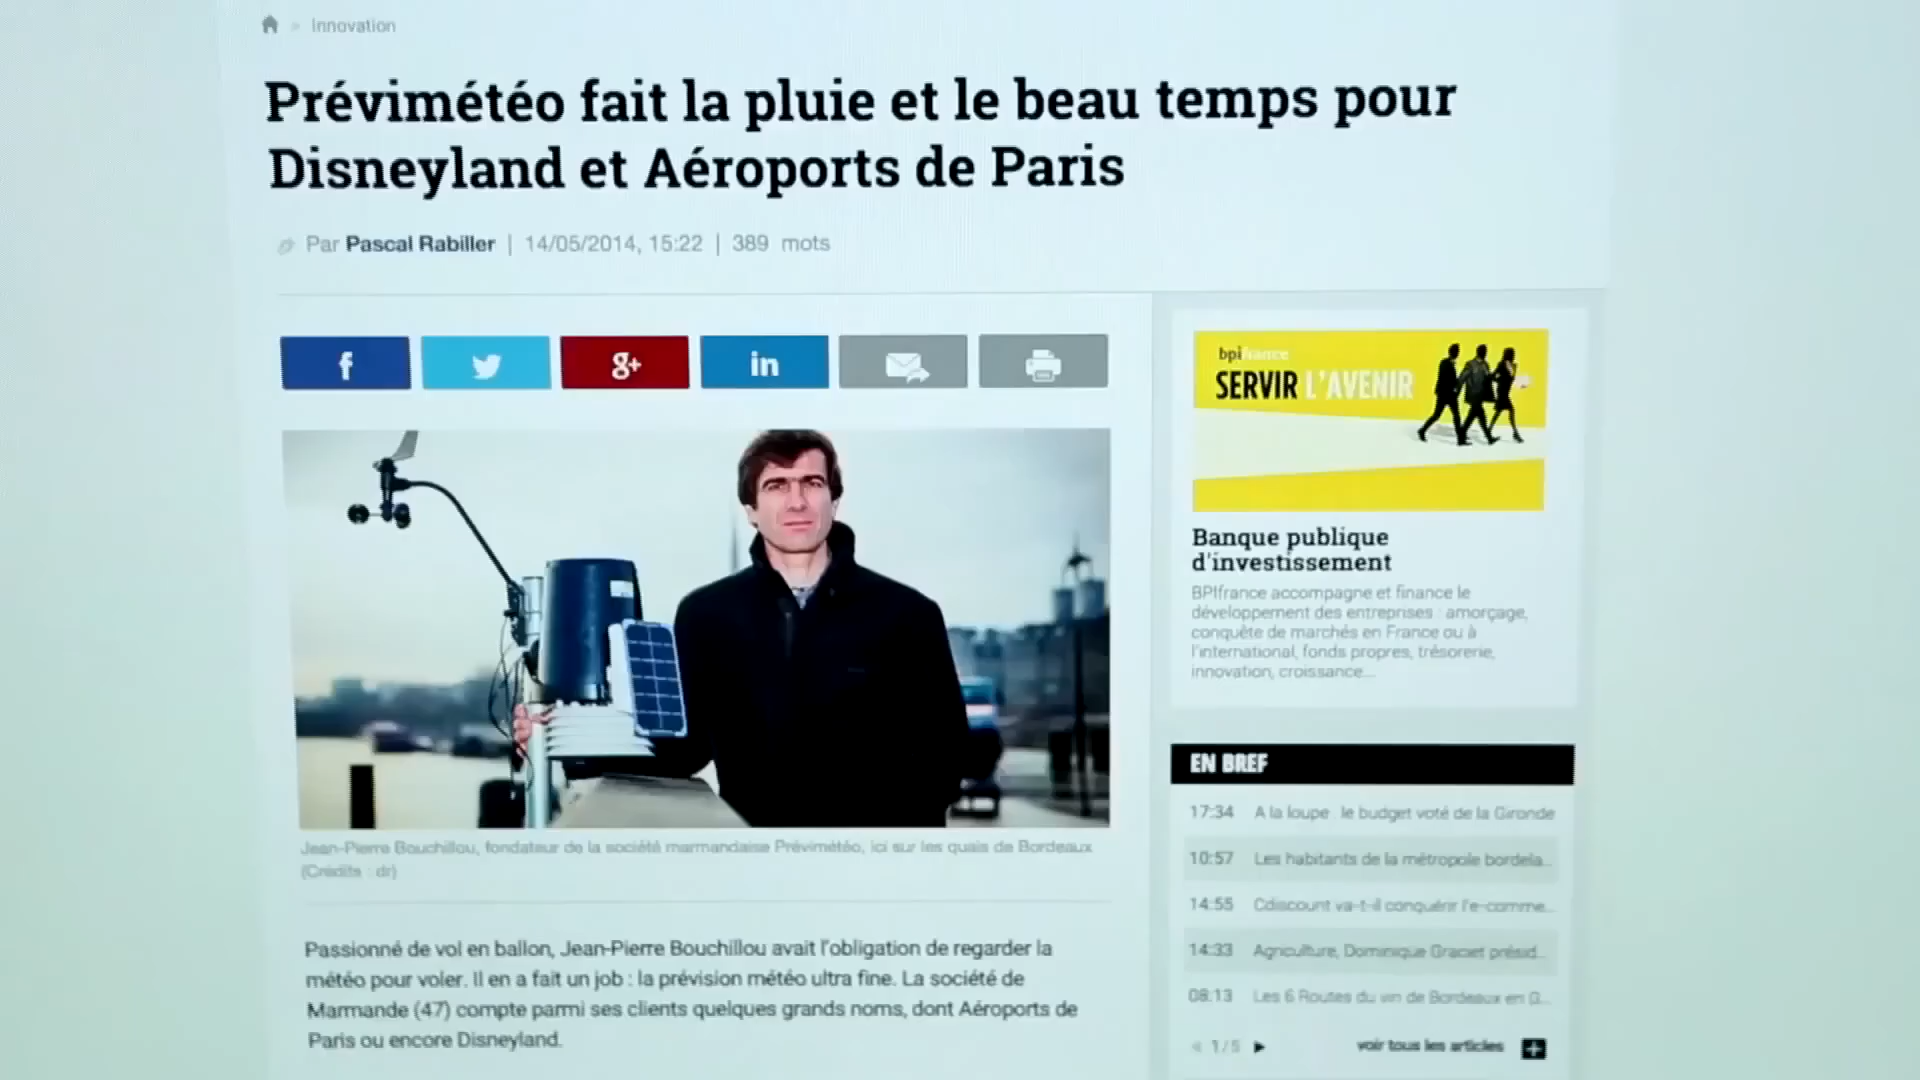 Innovation
Prévimétéo fait la pluie et le beau temps pour
Disneyland et Aéroports de Paris
Par Pascal Rabiller | 14/05/2014, 15:22 | 389 mots
f
g+
in
bpifrance
SERVIR L'AVENIR
Banque publique
d'investissement
BPIfrance accompagne et finance le
développement des entreprises : amorçage,
conquête de marchés en France ou à
l'international, fonds propres, trésorerie,
innovation, croissance...
Jean-Pierre Bouchillou, fondateur de la société marmandaise Prévimétéo, ici sur les quais de Bordeaux
(Crédits : dr)
Passionné de vol en ballon, Jean-Pierre Bouchillou avait l'obligation de regarder la
météo pour voler. Il en a fait un job : la prévision météo ultra fine. La société de
Marmande (47) compte parmi ses clients quelques grands noms, dont Aéroports de
Paris ou encore Disneyland.
EN BREF
17:34 A la loupe : le budget voté de la Gironde
10:57 Les habitants de la métropole bordela...
14:55 Cdiscount va-t-il conquérir l'e-comme...
14:33 Agriculture, Dominique Graciet présid...
08:13 Les 6 Routes du vin de Bordeaux en G...
1/5
voir tous les articles